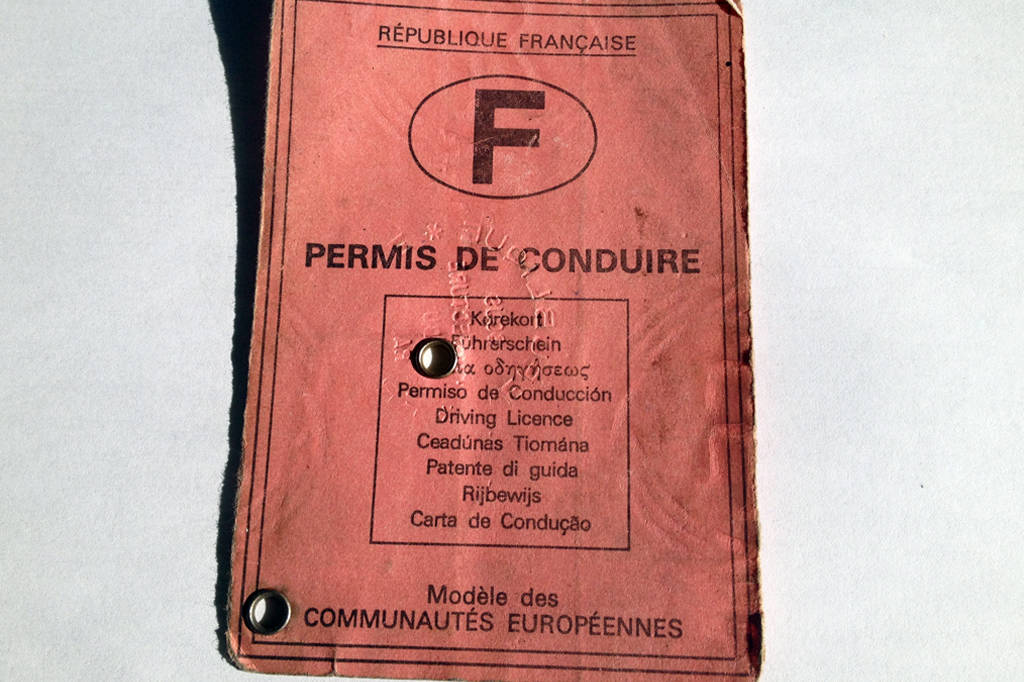 RÉPUBLIQUE FRANÇAISE
F
PERMIS DE CONDUIRE
Kørekort
Führerschein
οδηγήσεως
Permiso de Conducción
Driving Licence
Ceadúnas Tiomána
Patente di guida
Rijbewijs
Carta de Condução
Modèle des
COMMUNAUTÉS EUROPÉENNES